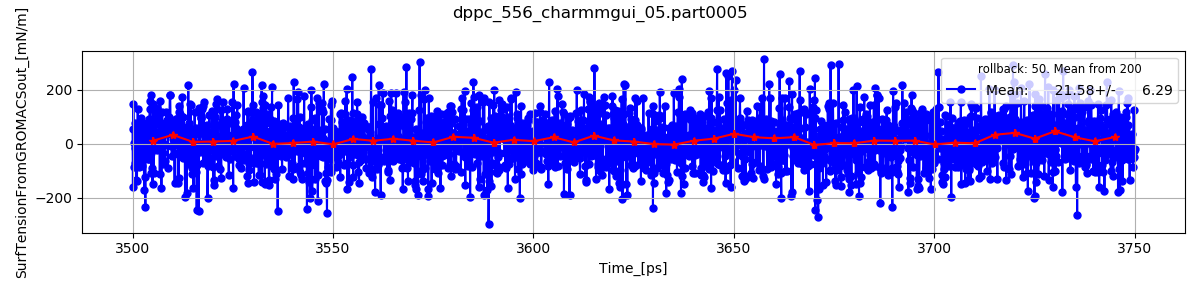 dppc_556_charmmgui_05.part0005
SurfTensionFromGROMACSout_[mN/m]
rollback: 50. Mean from 200
Mean: 21.58+/- 6.29
200
0
−200
3500 3550 3600 3650 3700 3750
Time_[ps]